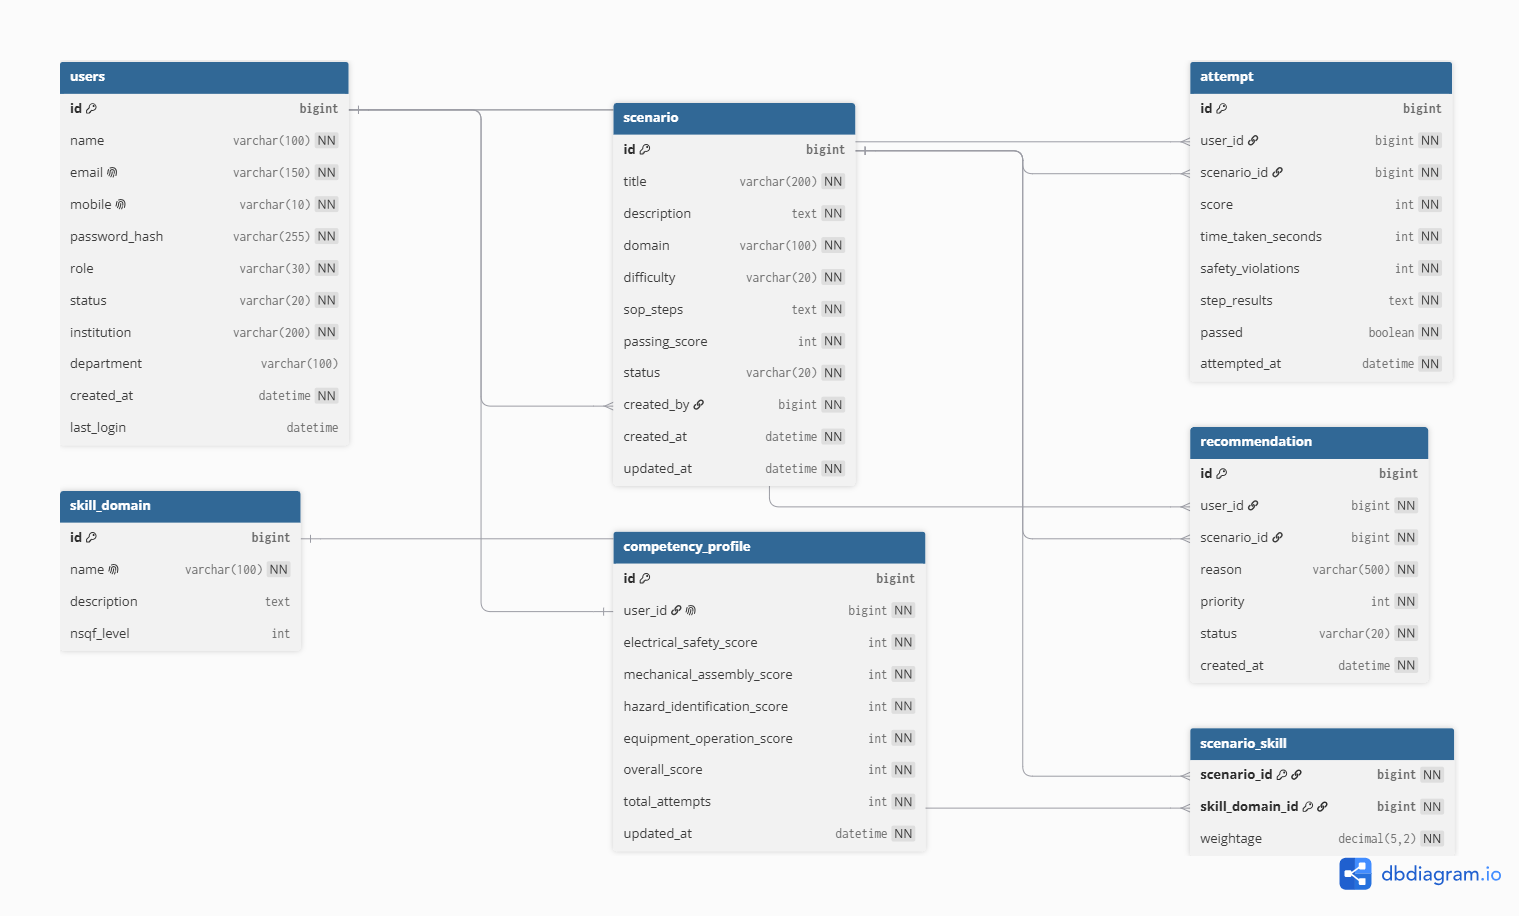 users
id bigint
name varchar(100) NN
email varchar(150) NN
mobile varchar(10) NN
password_hash varchar(255) NN
role varchar(30) NN
status varchar(20) NN
institution varchar(200) NN
department varchar(100)
created_at datetime NN
last_login datetime
skill_domain
id bigint
name varchar(100) NN
description text
nsqf_level int
scenario
id bigint
title varchar(200) NN
description text NN
domain varchar(100) NN
difficulty varchar(20) NN
sop_steps text NN
passing_score int NN
status varchar(20) NN
created_by bigint NN
created_at datetime NN
updated_at datetime NN
competency_profile
id bigint
user_id bigint NN
electrical_safety_score int NN
mechanical_assembly_score int NN
hazard_identification_score int NN
equipment_operation_score int NN
overall_score int NN
total_attempts int NN
updated_at datetime NN
attempt
id bigint
user_id bigint NN
scenario_id bigint NN
score int NN
time_taken_seconds int NN
safety_violations int NN
step_results text NN
passed boolean NN
attempted_at datetime NN
recommendation
id bigint
user_id bigint NN
scenario_id bigint NN
reason varchar(500) NN
priority int NN
status varchar(20) NN
created_at datetime NN
scenario_skill
scenario_id bigint NN
skill_domain_id bigint NN
weightage decimal(5,2) NN
dbdiagram.io